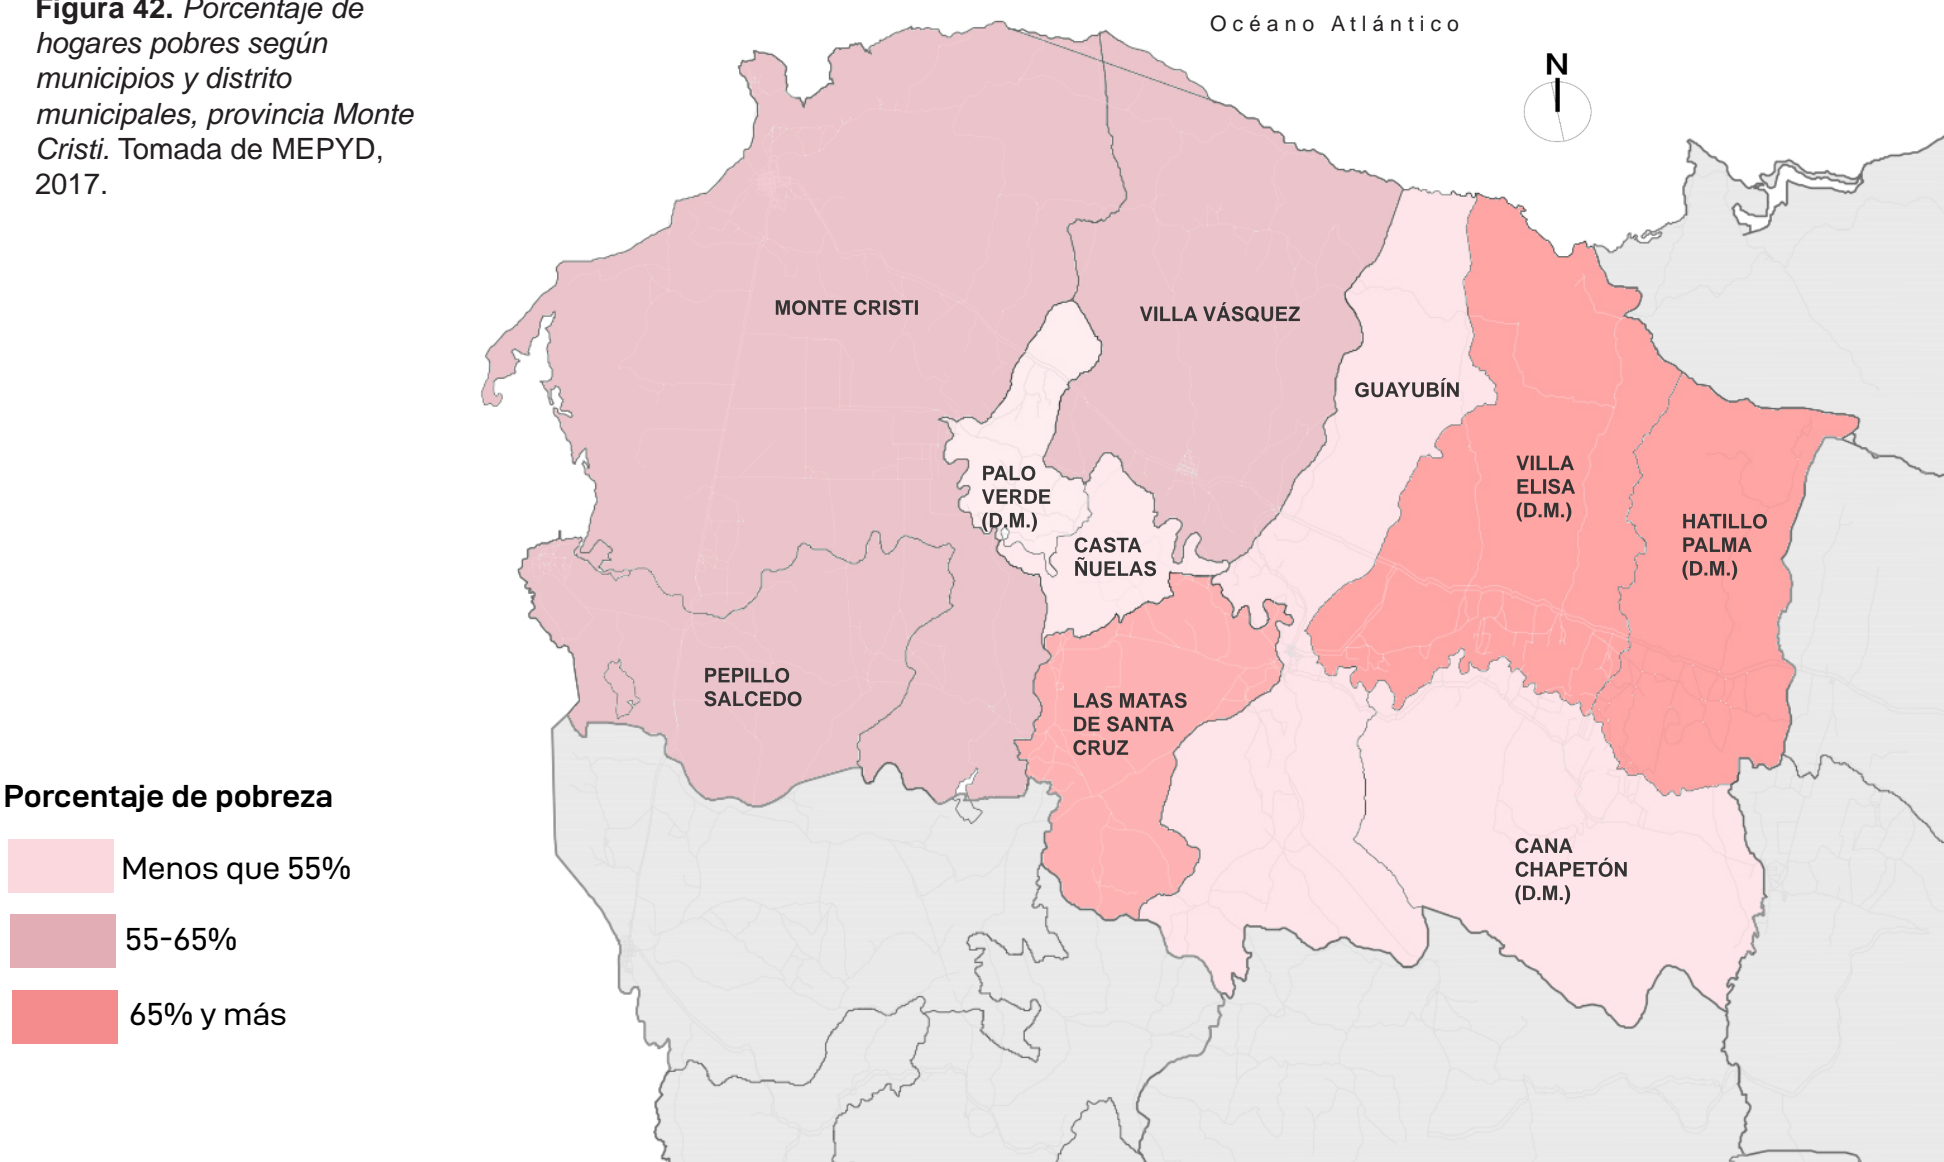 Figura 42. Porcentaje de
hogares pobres según
municipios y distrito
municipales, provincia Monte
Cristi. Tomada de MEPYD,
2017.
Océano Atlántico
N
MONTE CRISTI
VILLA VÁSQUEZ
GUAYUBÍN
PALO
VERDE
(D.M.)
CASTA
ÑUELAS
VILLA
ELISA
(D.M.)
HATILLO
PALMA
(D.M.)
PEPILLO
SALCEDO
LAS MATAS
DE SANTA
CRUZ
CANA
CHAPETÓN
(D.M.)
Porcentaje de pobreza
Menos que 55%
55-65%
65% y más